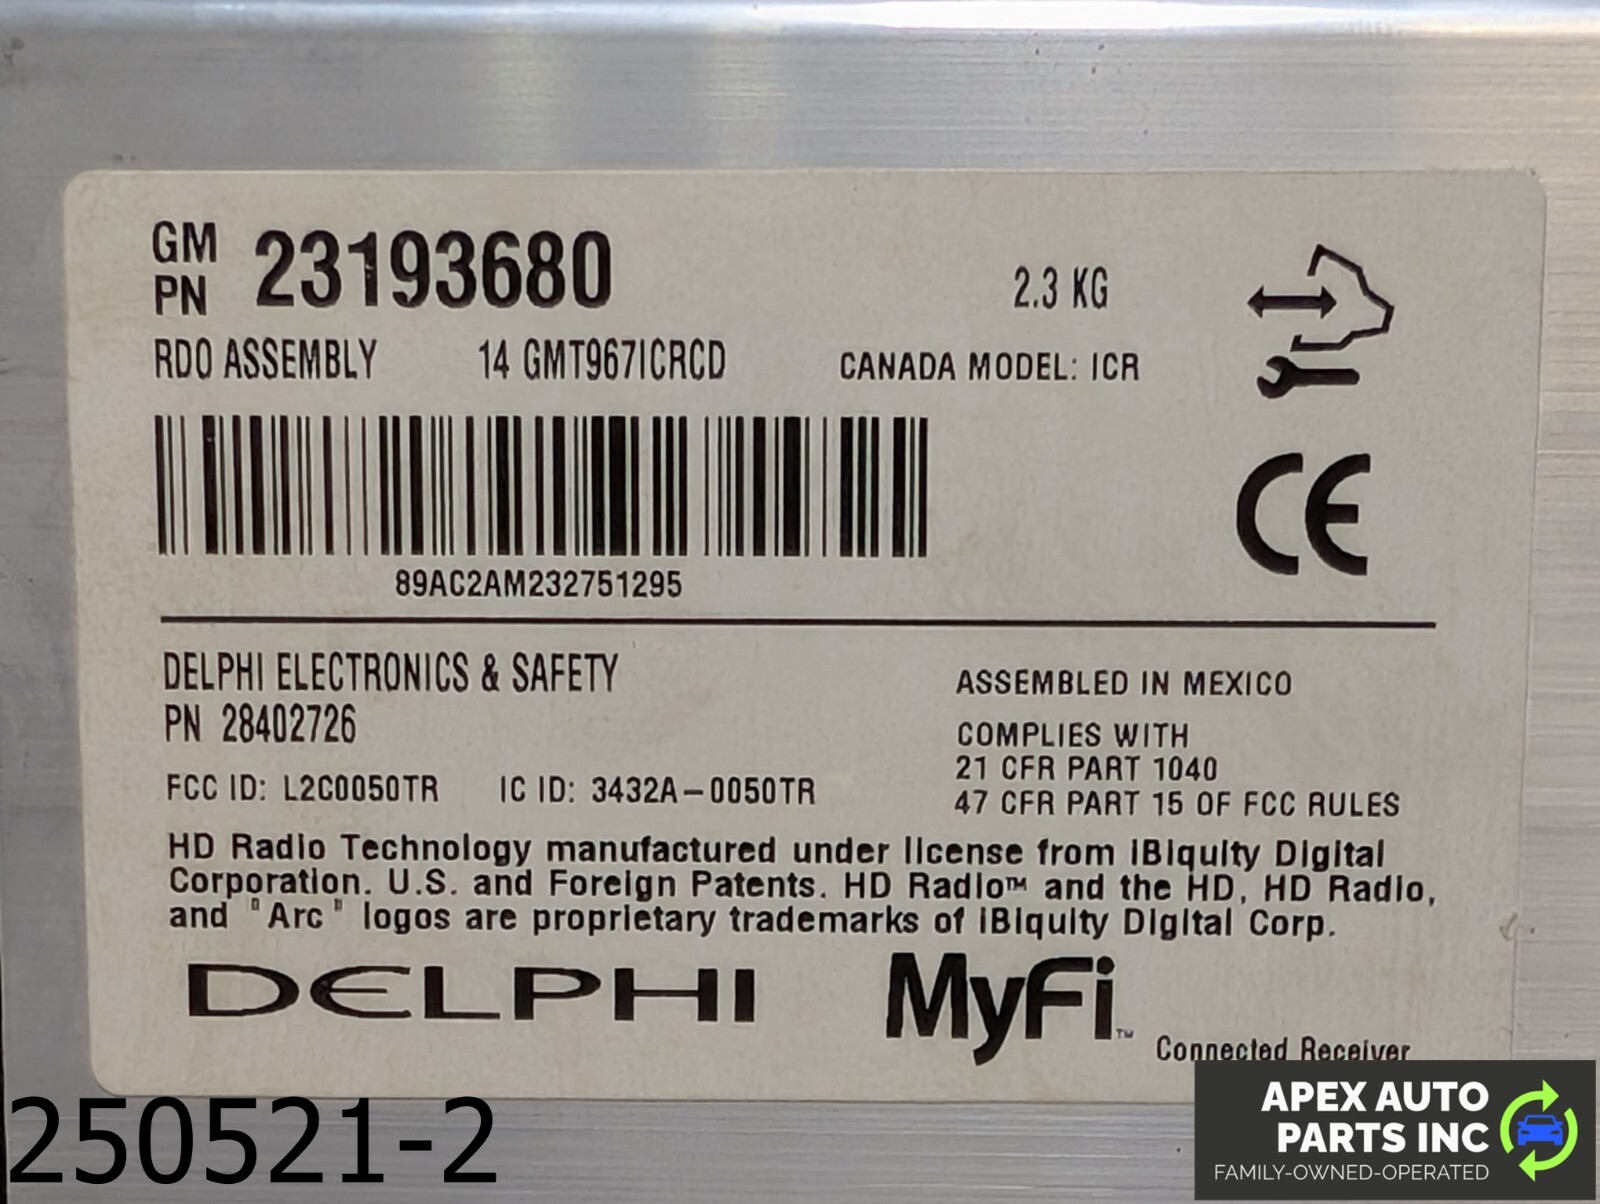 GM PN 23193680
2.3 KG
RDO ASSEMBLY 14 GMT967ICRCD CANADA MODEL: ICR
CE
89AC2AM232751295
DELPHI ELECTRONICS & SAFETY
PN 28402726
FCC ID: L2C0050TR IC ID: 3432A-0050TR
ASSEMBLED IN MEXICO
COMPLIES WITH
21 CFR PART 1040
47 CFR PART 15 OF FCC RULES
HD Radio Technology manufactured under license from iBiquity Digital
Corporation. U.S. and Foreign Patents. HD Radio™ and the HD, HD Radio,
and "Arc" logos are proprietary trademarks of iBiquity Digital Corp.
DELPHI MyFi™ Connected Receiver
250521-2
APEX AUTO
PARTS INC
FAMILY-OWNED-OPERATED